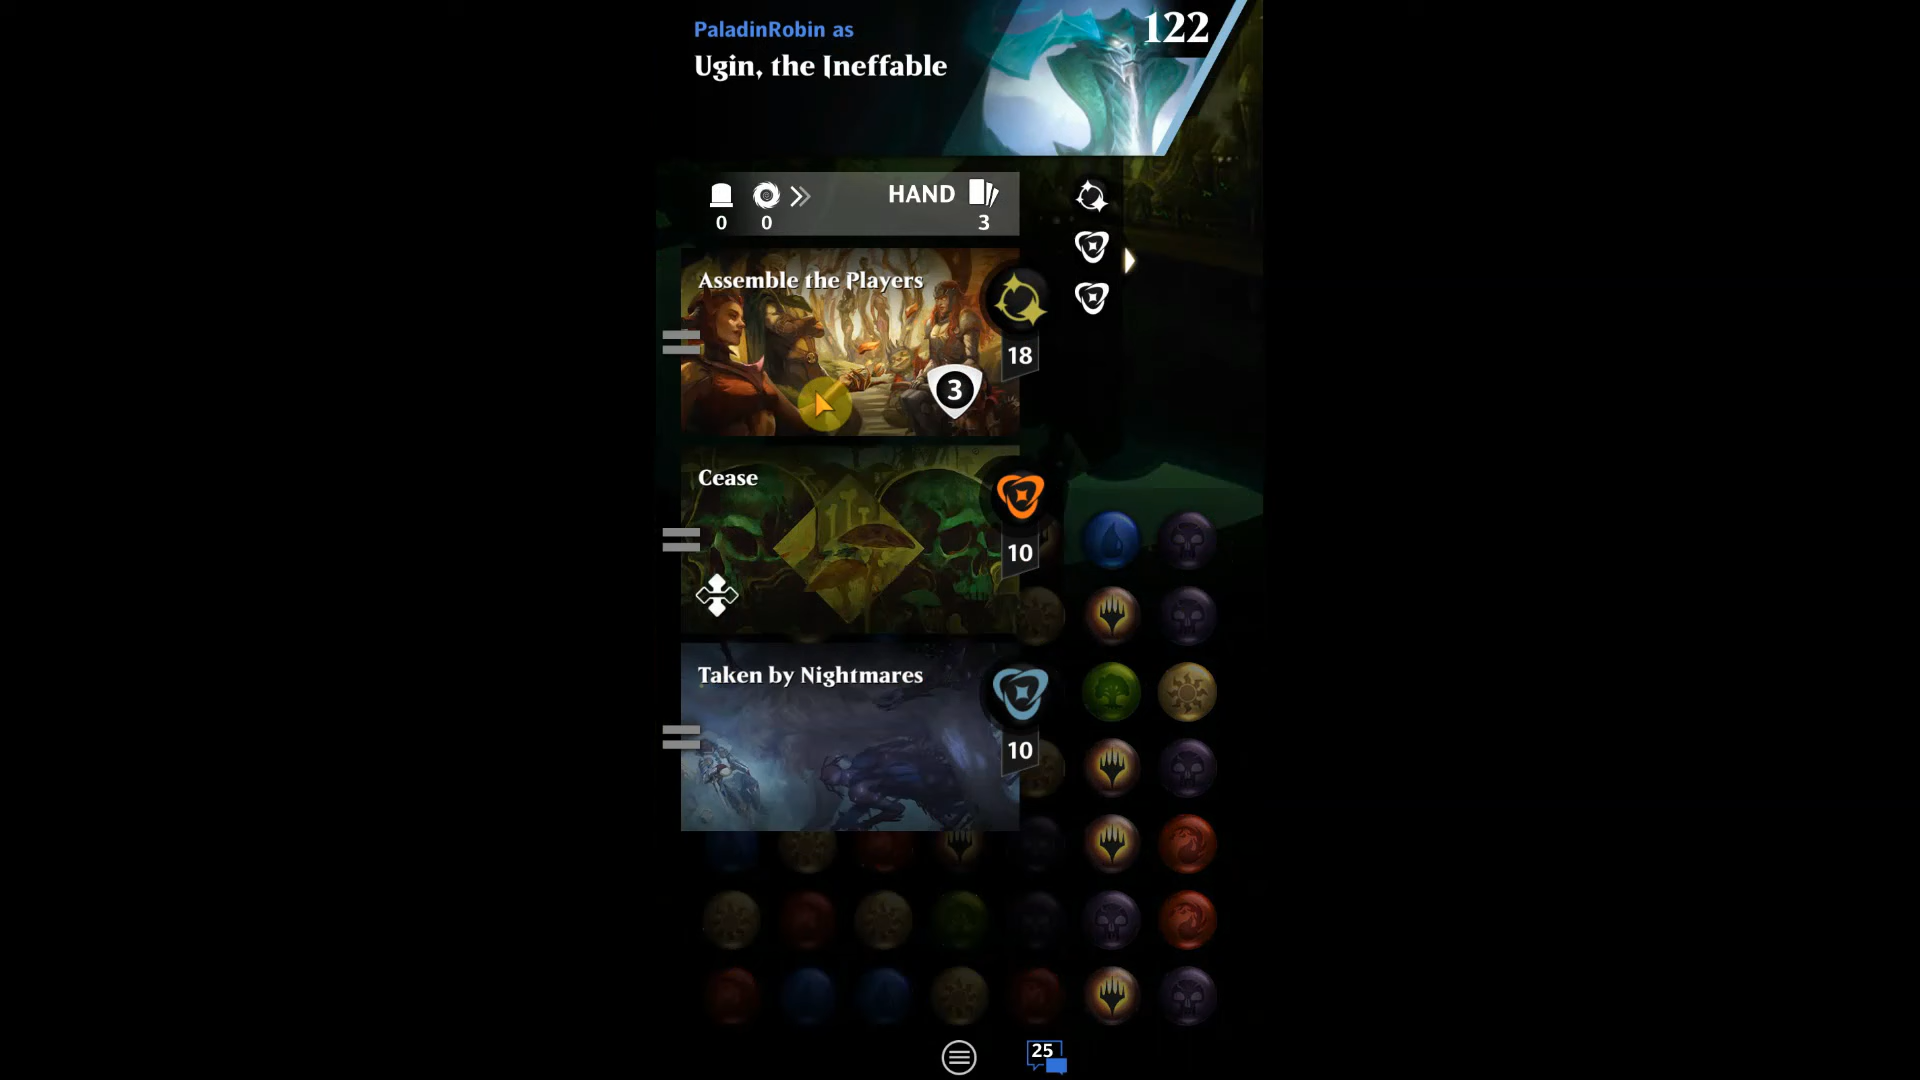 PaladinRobin as
Ugin, the Ineffable
122
HAND
0
0
3
Assemble the Players
18
3
Cease
10
Taken by Nightmares
10
25